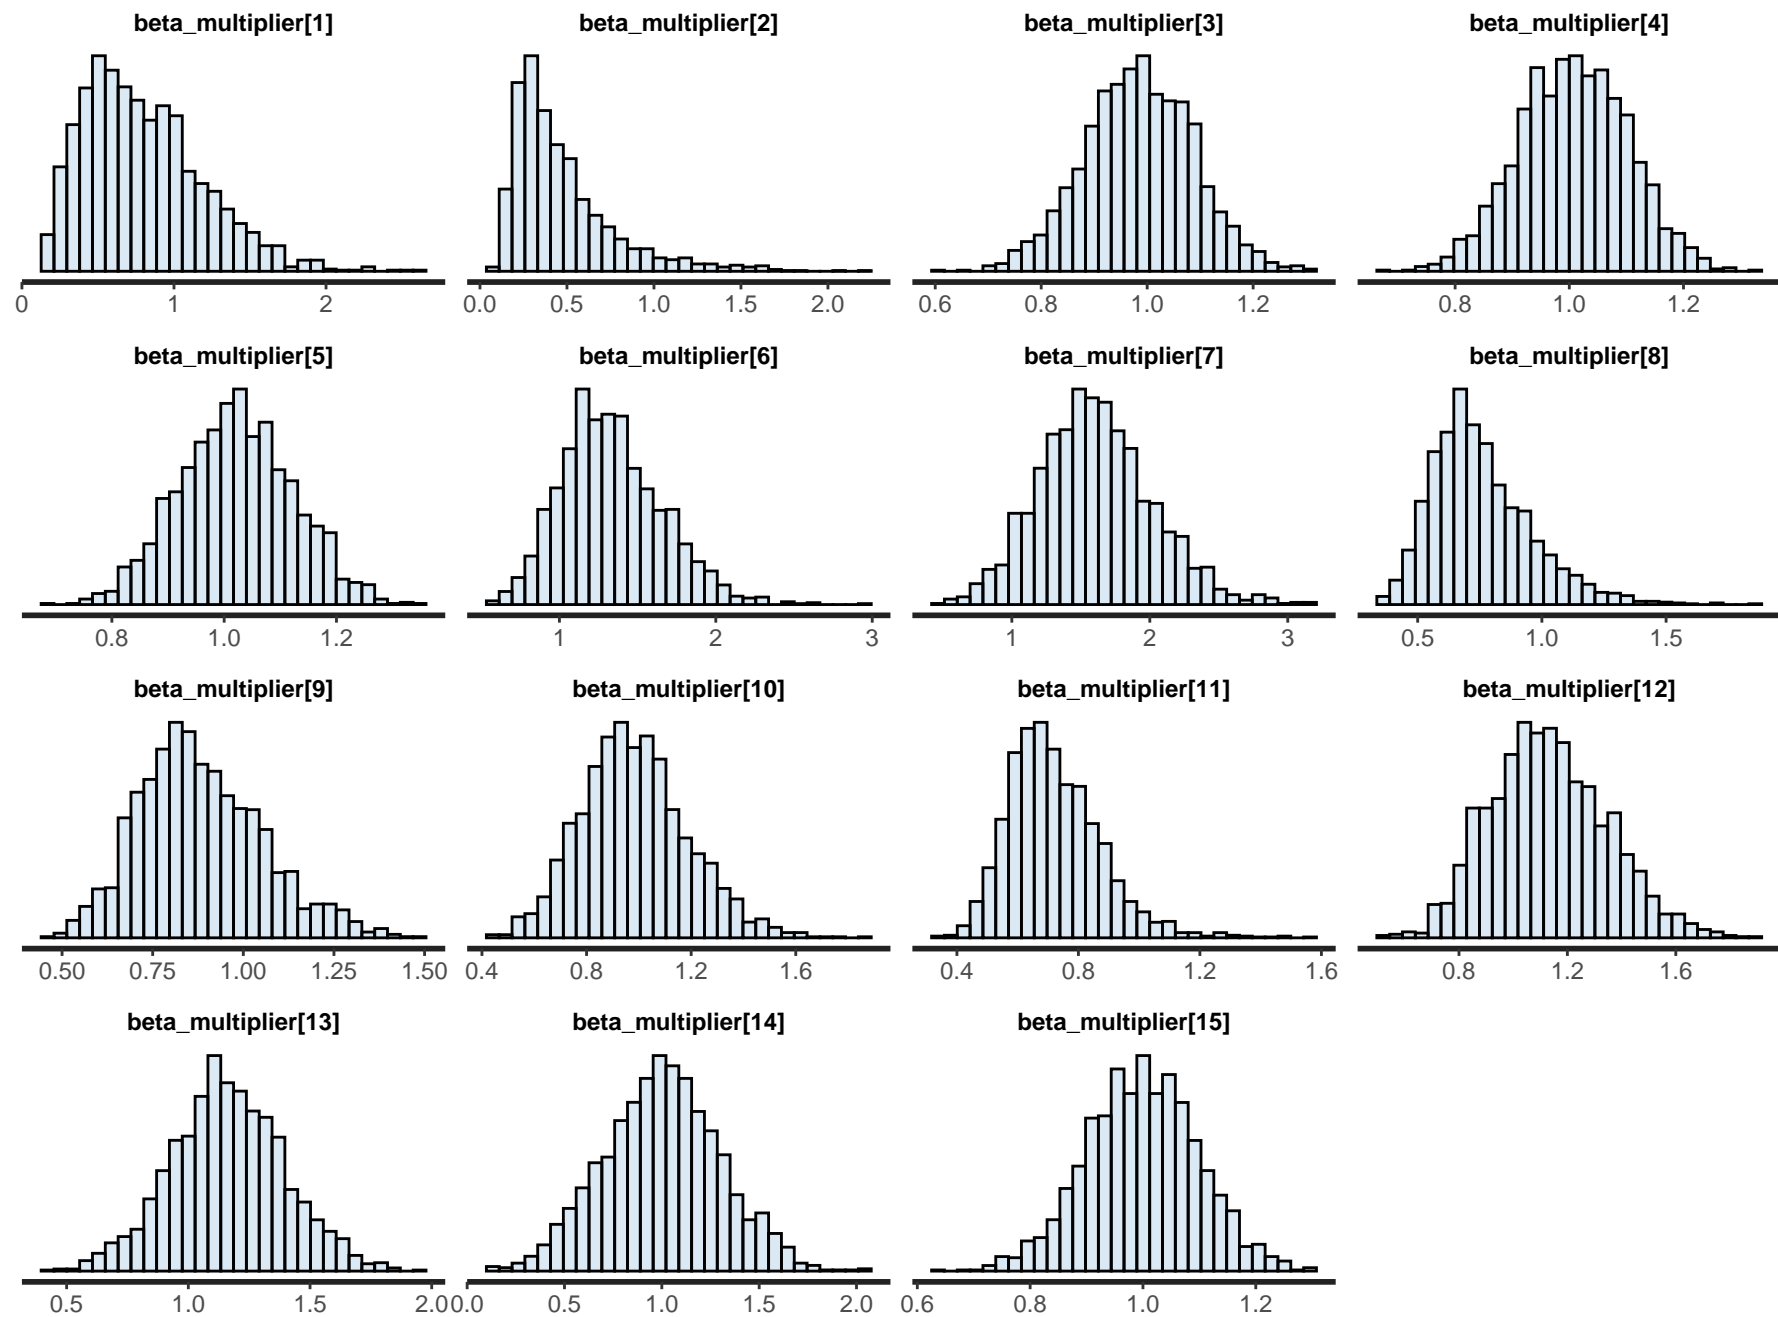 beta_multiplier[1] beta_multiplier[2] beta_multiplier[3] beta_multiplier[4]
0 1 2 0.0 0.5 1.0 1.5 2.0 0.6 0.8 1.0 1.2 0.8 1.0 1.2
beta_multiplier[5] beta_multiplier[6] beta_multiplier[7] beta_multiplier[8]
0.8 1.0 1.2 1 2 3 1 2 3 0.5 1.0 1.5
beta_multiplier[9] beta_multiplier[10] beta_multiplier[11] beta_multiplier[12]
0.50 0.75 1.00 1.25 1.50 0.4 0.8 1.2 1.6 0.4 0.8 1.2 1.6 0.8 1.2 1.6
beta_multiplier[13] beta_multiplier[14] beta_multiplier[15]
0.5 1.0 1.5 2.0 0.0 0.5 1.0 1.5 2.0 0.6 0.8 1.0 1.2